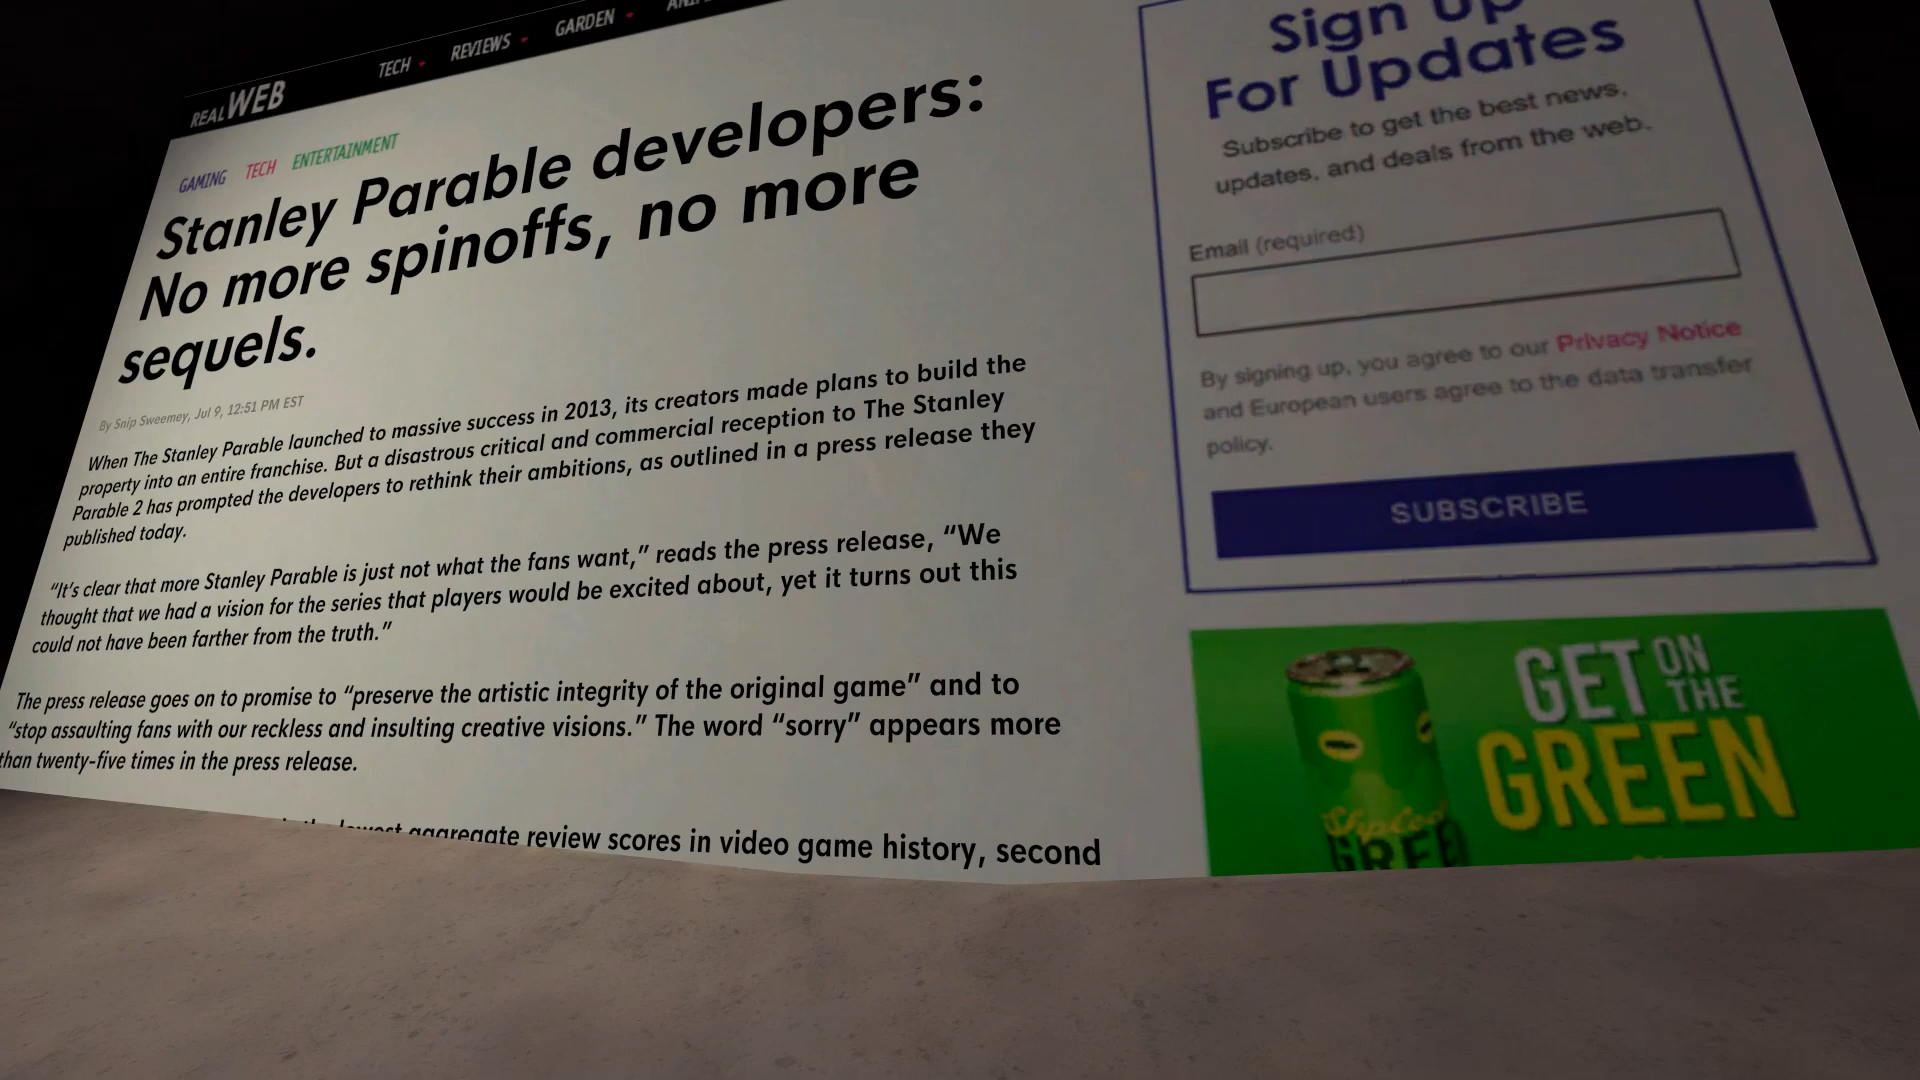 TECH
REVIEWS
GARDEN
REAL WEB
GAMING TECH ENTERTAINMENT
Stanley Parable developers:
No more spinoffs, no more
sequels.
By Snip Sweemey, Jul 9, 12:51 PM EST
When The Stanley Parable launched to massive success in 2013, its creators made plans to build the
property into an entire franchise. But a disastrous critical and commercial reception to The Stanley
Parable 2 has prompted the developers to rethink their ambitions, as outlined in a press release they
published today.
“It’s clear that more Stanley Parable is just not what the fans want,” reads the press release, “We
thought that we had a vision for the series that players would be excited about, yet it turns out this
could not have been farther from the truth.”
The press release goes on to promise to “preserve the artistic integrity of the original game” and to
“stop assaulting fans with our reckless and insulting creative visions.” The word “sorry” appears more
than twenty-five times in the press release.
lowest aggregate review scores in video game history, second
Sign Up
For Updates
Subscribe to get the best news,
updates, and deals from the web.
Email (required)
By signing up, you agree to our Privacy Notice
and European users agree to the data transfer
policy.
SUBSCRIBE
GET ON
THE
GREEN